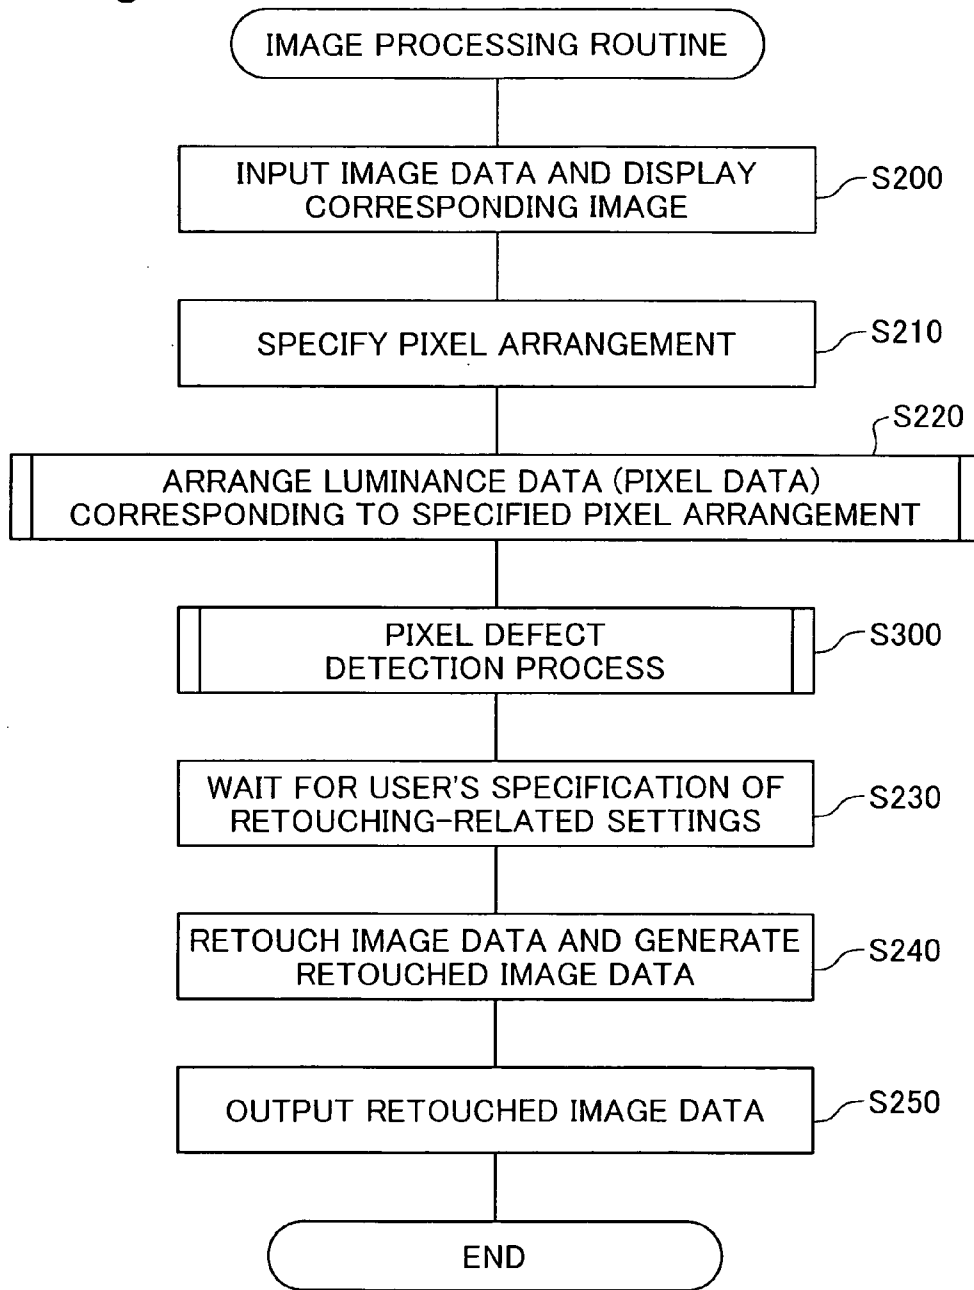 IMAGE PROCESSING ROUTINE
INPUT IMAGE DATA AND DISPLAY
CORRESPONDING IMAGE
S200
SPECIFY PIXEL ARRANGEMENT
S210
S220
ARRANGE LUMINANCE DATA (PIXEL DATA)
CORRESPONDING TO SPECIFIED PIXEL ARRANGEMENT
PIXEL DEFECT
DETECTION PROCESS
S300
WAIT FOR USER'S SPECIFICATION OF
RETOUCHING-RELATED SETTINGS
S230
RETOUCH IMAGE DATA AND GENERATE
RETOUCHED IMAGE DATA
S240
OUTPUT RETOUCHED IMAGE DATA
S250
END